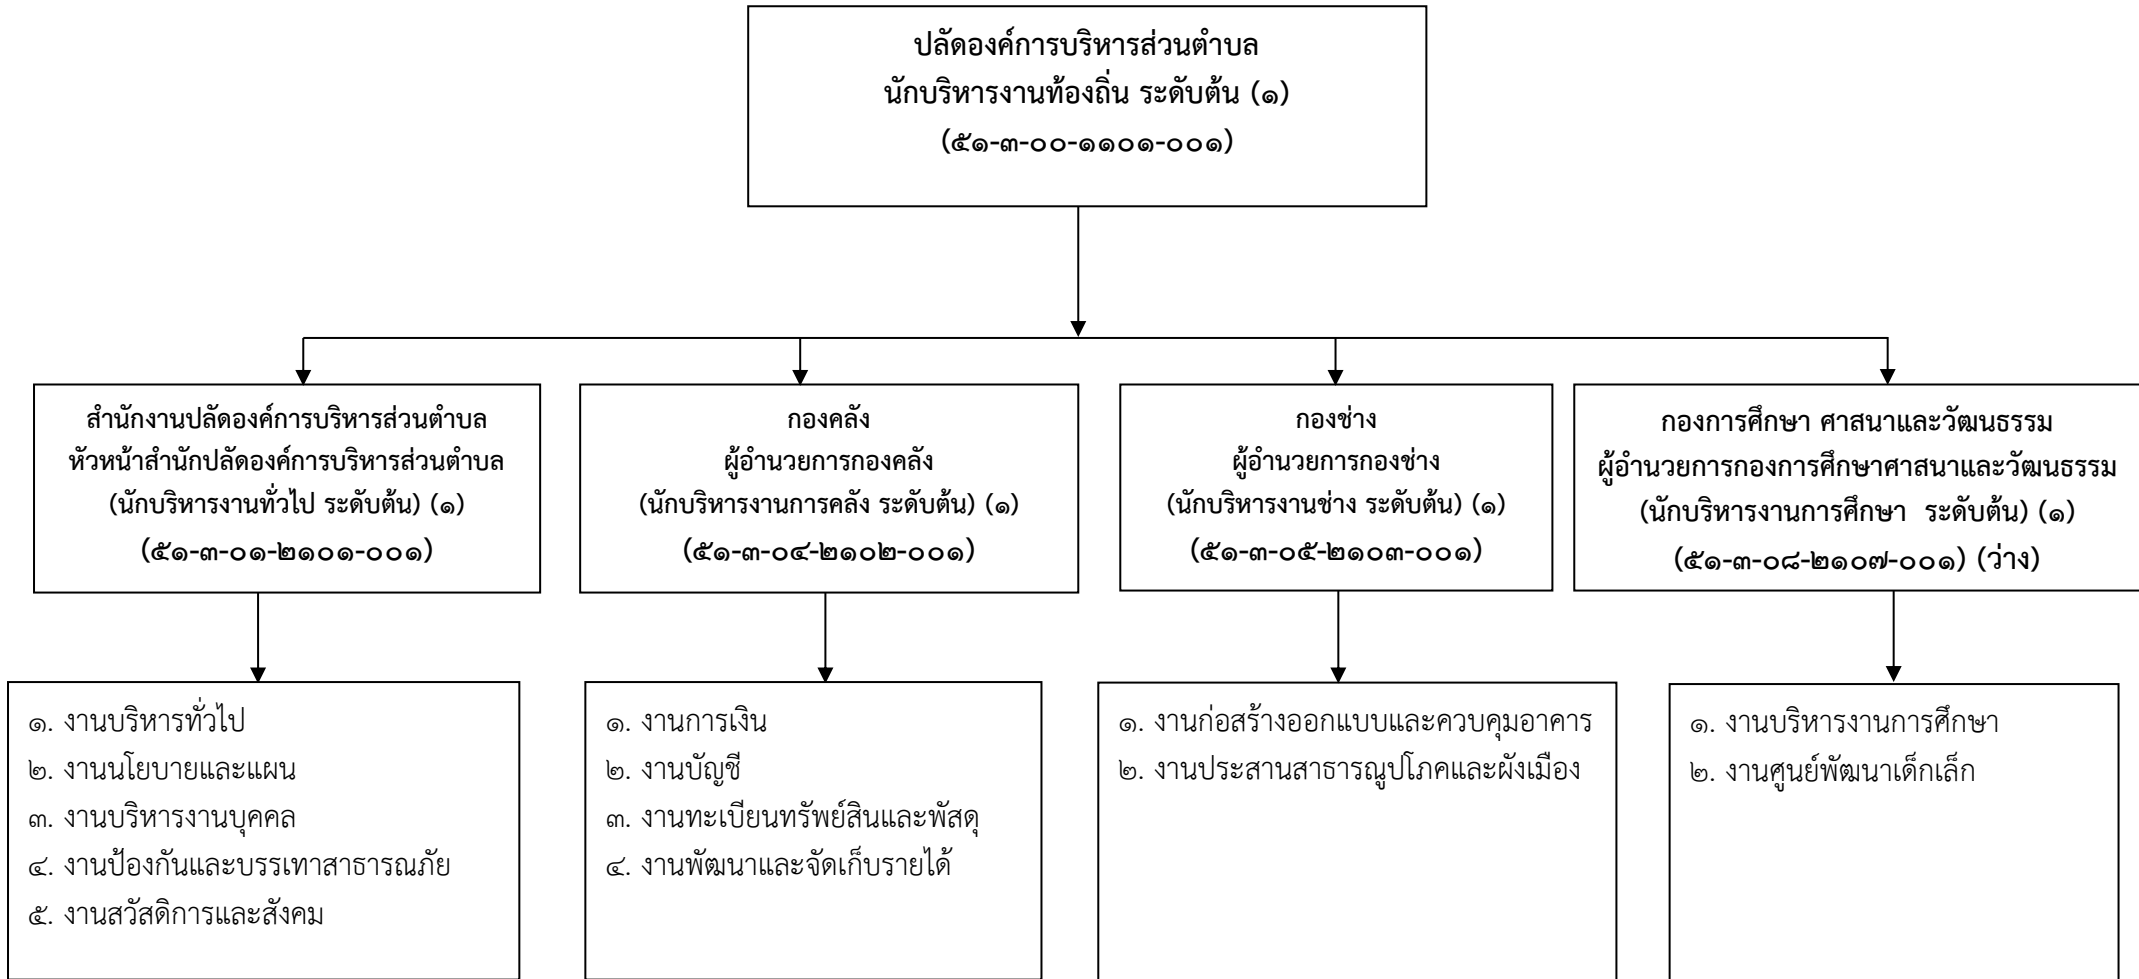 ปลัดองค์การบริหารส่วนตำบล
นักบริหารงานท้องถิ่น ระดับต้น (๑)
(๕๑-๓-๐๐-๑๑๐๑-๐๐๑)
สำนักงานปลัดองค์การบริหารส่วนตำบล
หัวหน้าสำนักปลัดองค์การบริหารส่วนตำบล
(นักบริหารงานทั่วไป ระดับต้น) (๑)
(๕๑-๓-๐๑-๒๑๐๑-๐๐๑)
กองคลัง
ผู้อำนวยการกองคลัง
(นักบริหารงานการคลัง ระดับต้น) (๑)
(๕๑-๓-๐๔-๒๑๐๒-๐๐๑)
กองช่าง
ผู้อำนวยการกองช่าง
(นักบริหารงานช่าง ระดับต้น) (๑)
(๕๑-๓-๐๕-๒๑๐๓-๐๐๑)
กองการศึกษา ศาสนาและวัฒนธรรม
ผู้อำนวยการกองการศึกษาศาสนาและวัฒนธรรม
(นักบริหารงานการศึกษา  ระดับต้น) (๑)
(๕๑-๓-๐๘-๒๑๐๗-๐๐๑) (ว่าง)
๑. งานบริหารทั่วไป
๒. งานนโยบายและแผน
๓. งานบริหารงานบุคคล
๔. งานป้องกันและบรรเทาสาธารณภัย
๕. งานสวัสดิการและสังคม
๑. งานการเงิน
๒. งานบัญชี
๓. งานทะเบียนทรัพย์สินและพัสดุ
๔. งานพัฒนาและจัดเก็บรายได้
๑. งานก่อสร้างออกแบบและควบคุมอาคาร
๒. งานประสานสาธารณูปโภคและผังเมือง
๑. งานบริหารงานการศึกษา
๒. งานศูนย์พัฒนาเด็กเล็ก